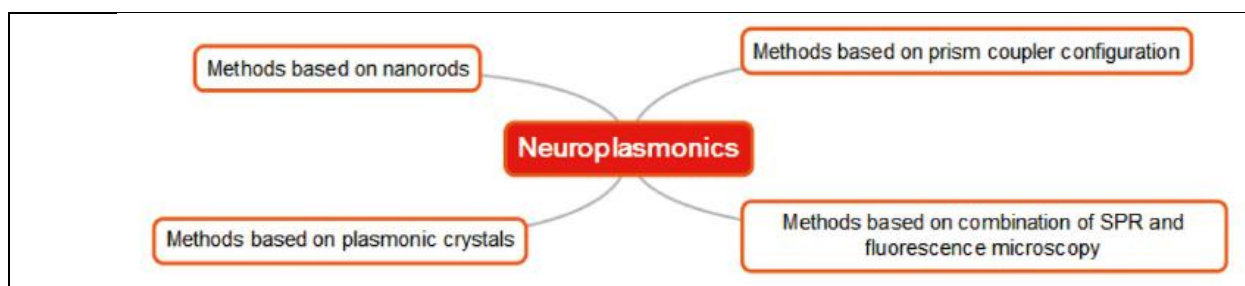 Methods based on nanorods
Methods based on prism coupler configuration
Neuroplasmonics
Methods based on plasmonic crystals
Methods based on combination of SPR and
fluorescence microscopy